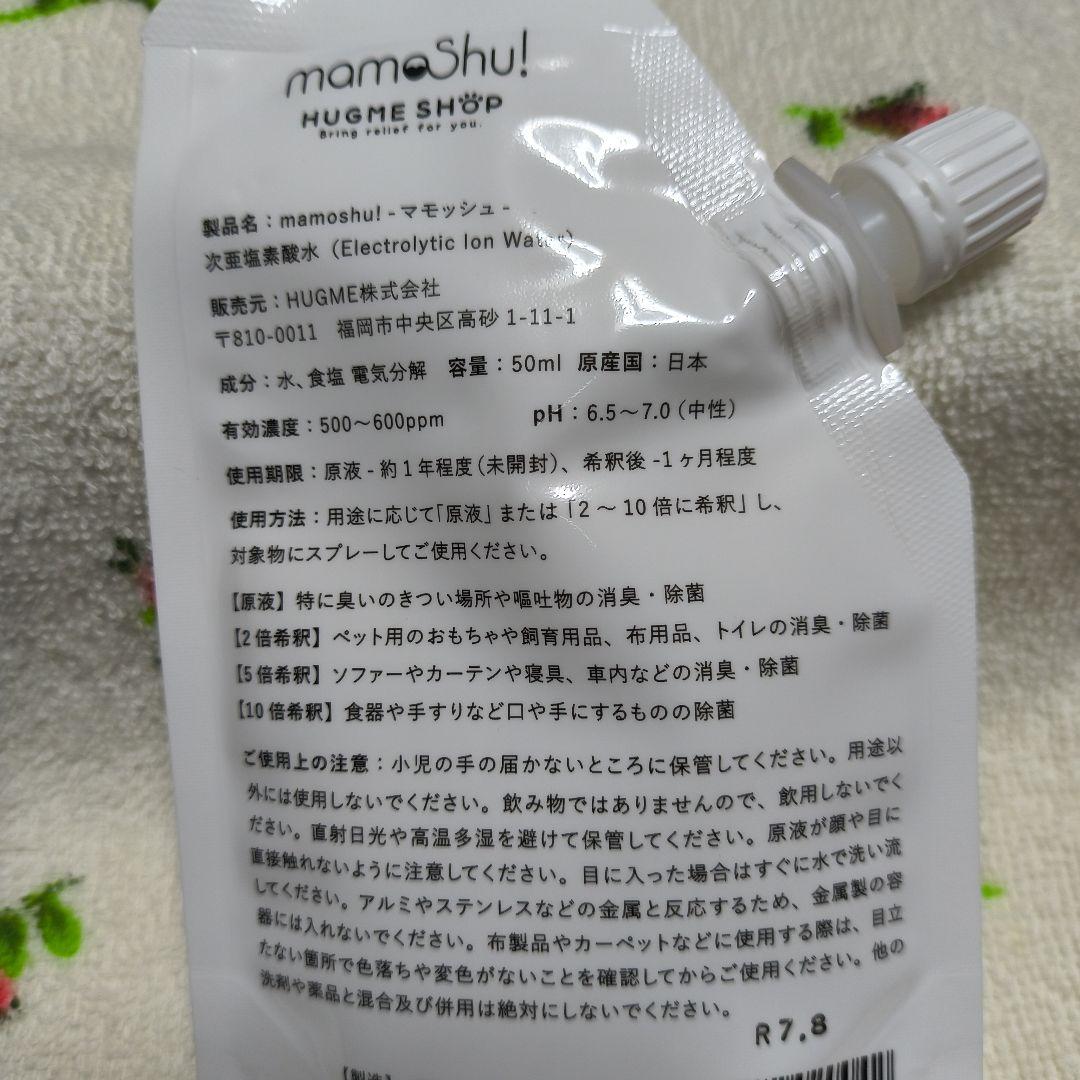 mamoShu!
HUGME SHOP
Bring relief for you.
製品名：mamoshu! - マモッシュ -
次亜塩素酸水（Electrolytic Ion Water）
販売元：HUGME株式会社
〒810-0011 福岡市中央区高砂 1-11-1
成分：水、食塩 電気分解 容量：50ml 原産国：日本
有効濃度：500〜600ppm pH：6.5〜7.0（中性）
使用期限：原液 - 約1年程度（未開封）、希釈後 -1ヶ月程度
使用方法：用途に応じて「原液」または「2 〜 10 倍に希釈」し、
対象物にスプレーしてご使用ください。
【原液】特に臭いのきつい場所や嘔吐物の消臭・除菌
【2 倍希釈】ペット用のおもちゃや飼育用品、布用品、トイレの消臭・除菌
【5 倍希釈】ソファーやカーテンや寝具、車内などの消臭・除菌
【10 倍希釈】食器や手すりなど口や手にするものの除菌
ご使用上の注意：小児の手の届かないところに保管してください。用途以
外には使用しないでください。飲み物ではありませんので、飲用しないでく
ださい。直射日光や高温多湿を避けて保管してください。原液が顔や目に
直接触れないように注意してください。目に入った場合はすぐに水で洗い流
してください。アルミやステンレスなどの金属と反応するため、金属製の容
器には入れないでください。布製品やカーペットなどに使用する際は、目立
たない箇所で色落ちや変色がないことを確認してからご使用ください。他の
洗剤や薬品と混合及び併用は絶対にしないでください。
R7.8
【製造】